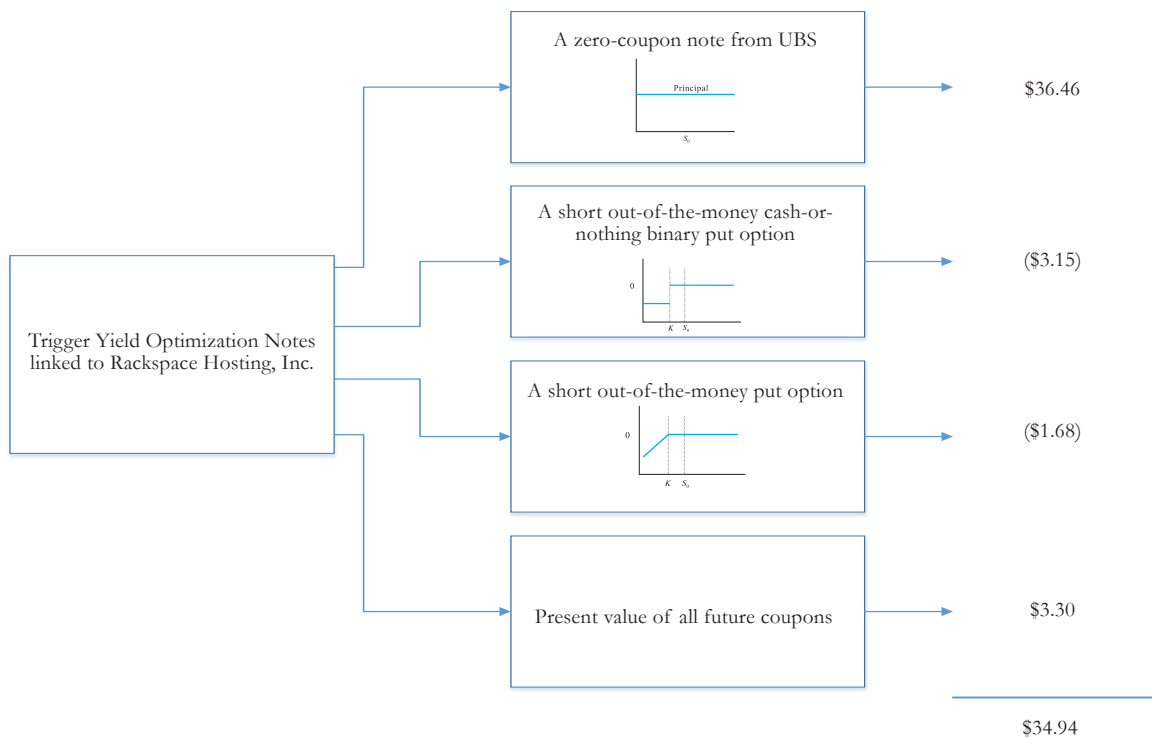 A zero-coupon note from UBS
Principal
S₀
$36.46
A short out-of-the-money cash-or-
nothing binary put option
0
K
S₀
($3.15)
Trigger Yield Optimization Notes
linked to Rackspace Hosting, Inc.
A short out-of-the-money put option
0
K
S₀
($1.68)
Present value of all future coupons
$3.30
$34.94